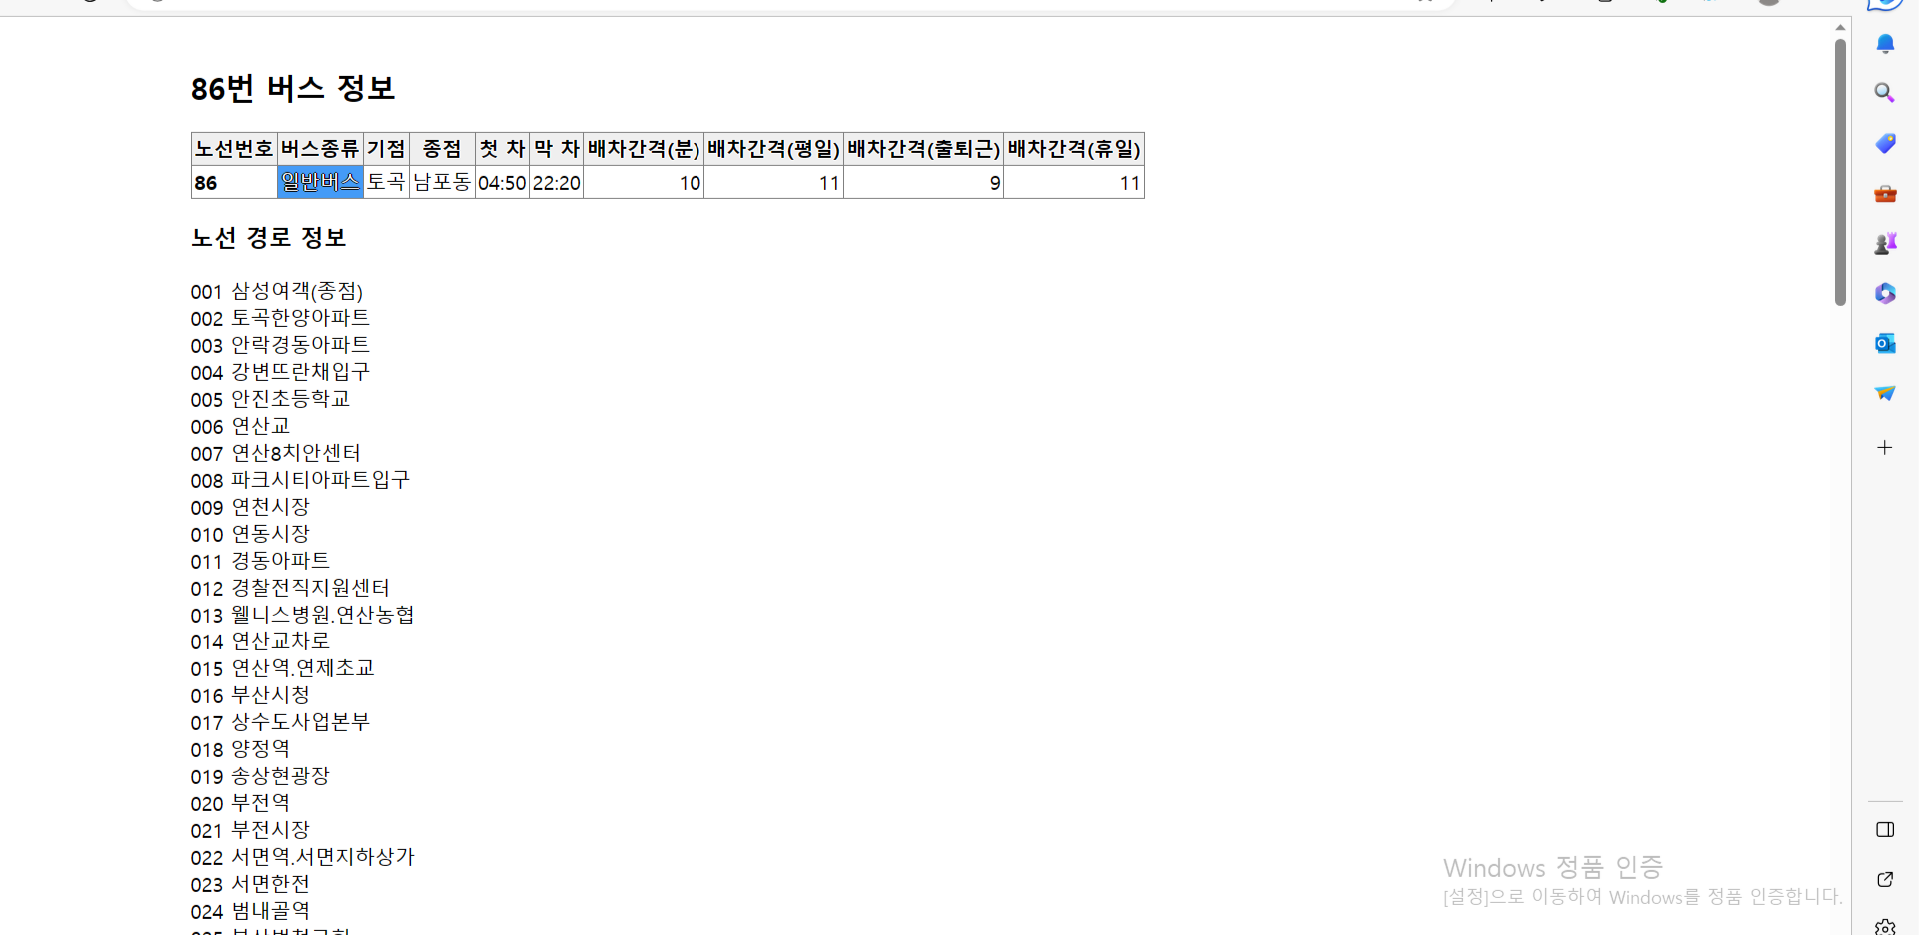 86번 버스 정보
노선번호 버스종류 기점 종점 첫 차 막 차 배차간격(분) 배차간격(평일) 배차간격(출퇴근) 배차간격(휴일)
86 일반버스 토곡 남포동 04:50 22:20 10 11 9 11
노선 경로 정보
001 삼성여객(종점)
002 토곡한양아파트
003 안락경동아파트
004 강변뜨란채입구
005 안진초등학교
006 연산교
007 연산8치안센터
008 파크시티아파트입구
009 연천시장
010 연동시장
011 경동아파트
012 경찰전직지원센터
013 웰니스병원.연산농협
014 연산교차로
015 연산역.연제초교
016 부산시청
017 상수도사업본부
018 양정역
019 송상현광장
020 부전역
021 부전시장
022 서면역.서면지하상가
023 서면한전
024 범내골역
Windows 정품 인증
[설정]으로 이동하여 Windows를 정품 인증합니다.